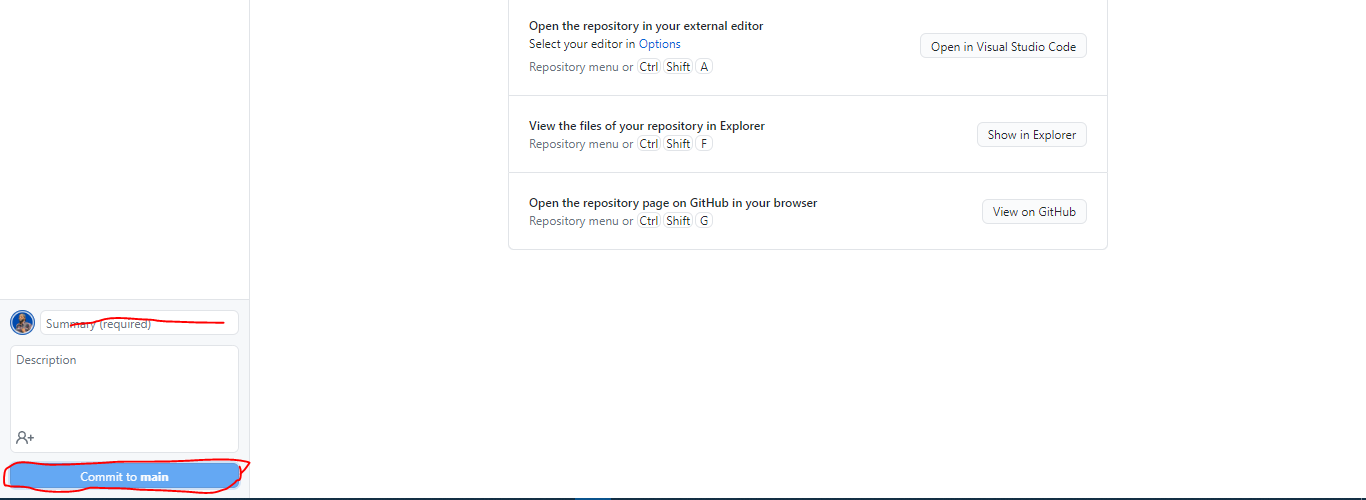 Open the repository in your external editor
Select your editor in Options
Repository menu or Ctrl Shift A
Open in Visual Studio Code
View the files of your repository in Explorer
Repository menu or Ctrl Shift F
Show in Explorer
Open the repository page on GitHub in your browser
Repository menu or Ctrl Shift G
View on GitHub
Summary (required)
Description
Commit to main